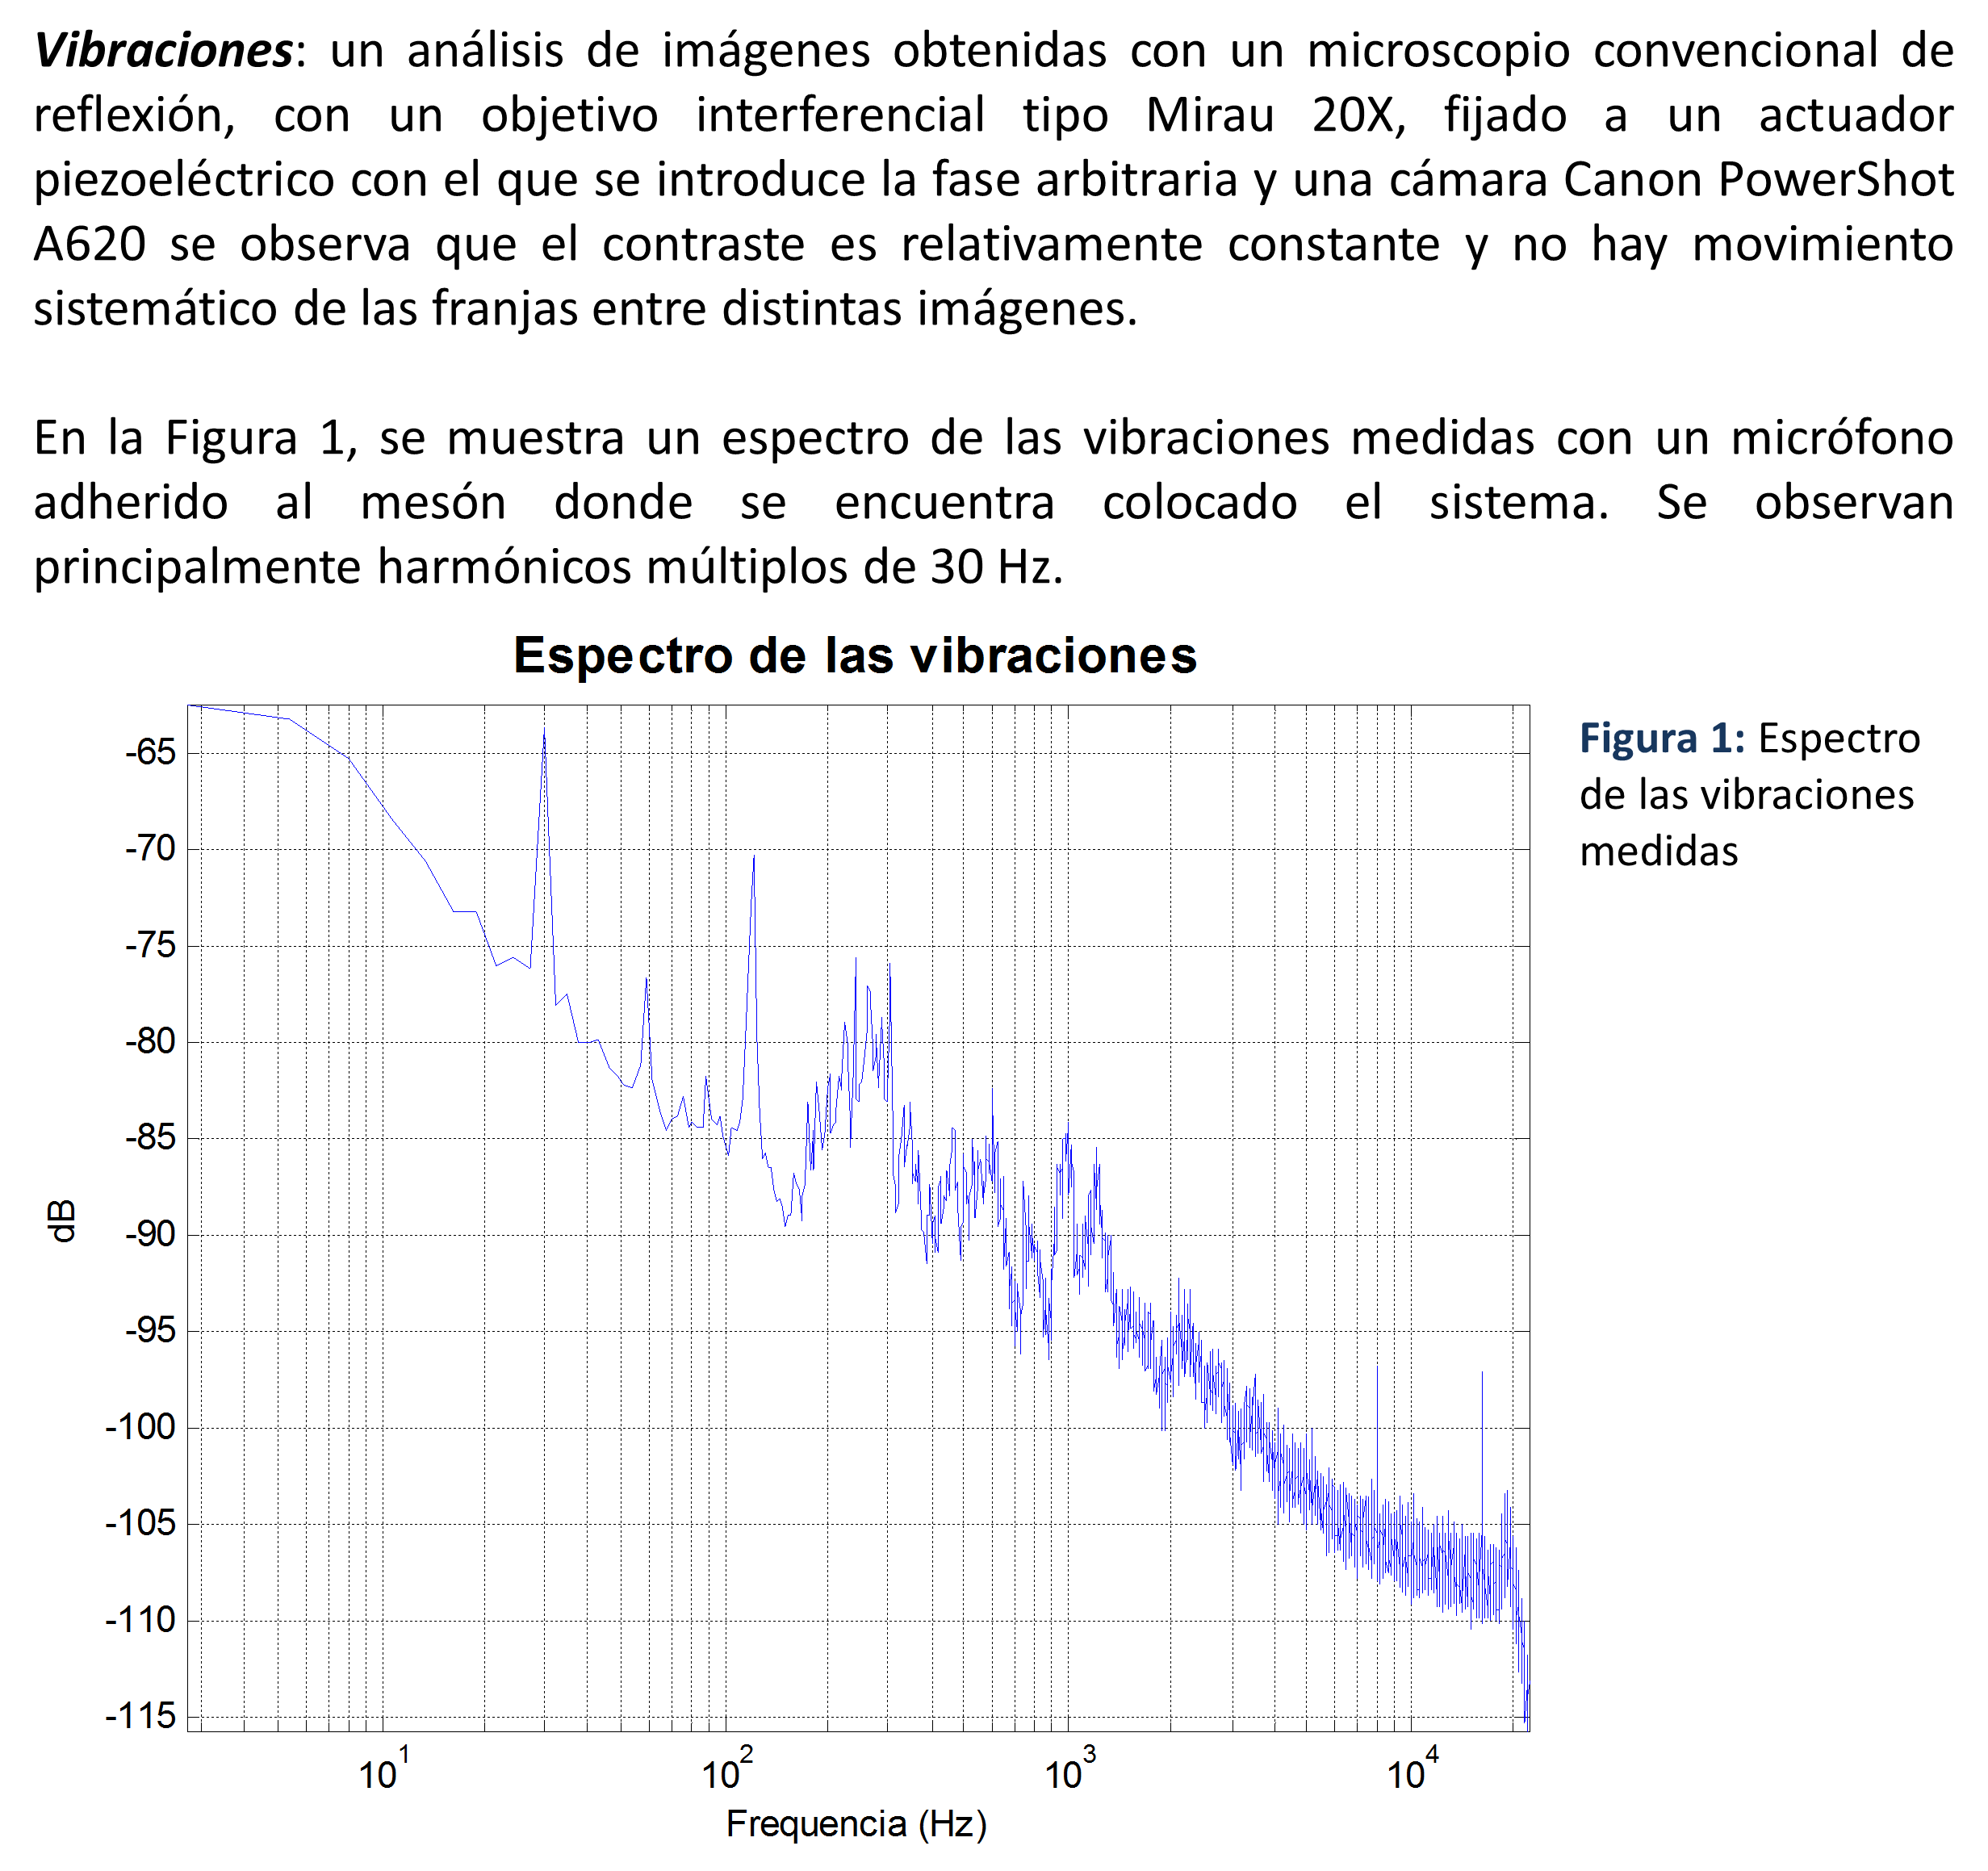 Vibraciones: un análisis de imágenes obtenidas con un microscopio convencional de
reflexión, con un objetivo interferencial tipo Mirau 20X, fijado a un actuador
piezoeléctrico con el que se introduce la fase arbitraria y una cámara Canon PowerShot
A620 se observa que el contraste es relativamente constante y no hay movimiento
sistemático de las franjas entre distintas imágenes.
En la Figura 1, se muestra un espectro de las vibraciones medidas con un micrófono
adherido al mesón donde se encuentra colocado el sistema. Se observan
principalmente harmónicos múltiplos de 30 Hz.
Espectro de las vibraciones
Figura 1: Espectro
de las vibraciones
medidas
-65
-70
-75
-80
-85
-90
-95
-100
-105
-110
-115
dB
10^1 10^2 10^3 10^4
Frequencia (Hz)